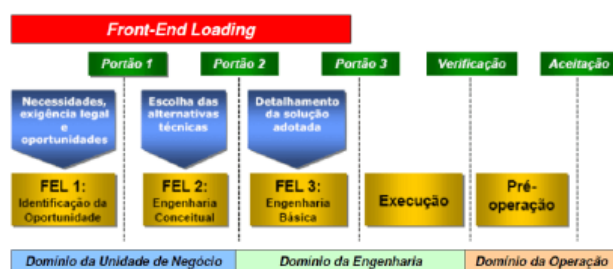 Front-End Loading
Portão 1
Portão 2
Portão 3
Verificação
Aceitação
Necessidades,
exigência legal
e
oportunidades
Escolha das
alternativas
técnicas
Detalhamento
da solução
adotada
FEL 1:
Identificação da
Oportunidade
FEL 2:
Engenharia
Conceitual
FEL 3:
Engenharia
Básica
Execução
Pré-
operação
Domínio da Unidade de Negócio
Domínio da Engenharia
Domínio da Operação